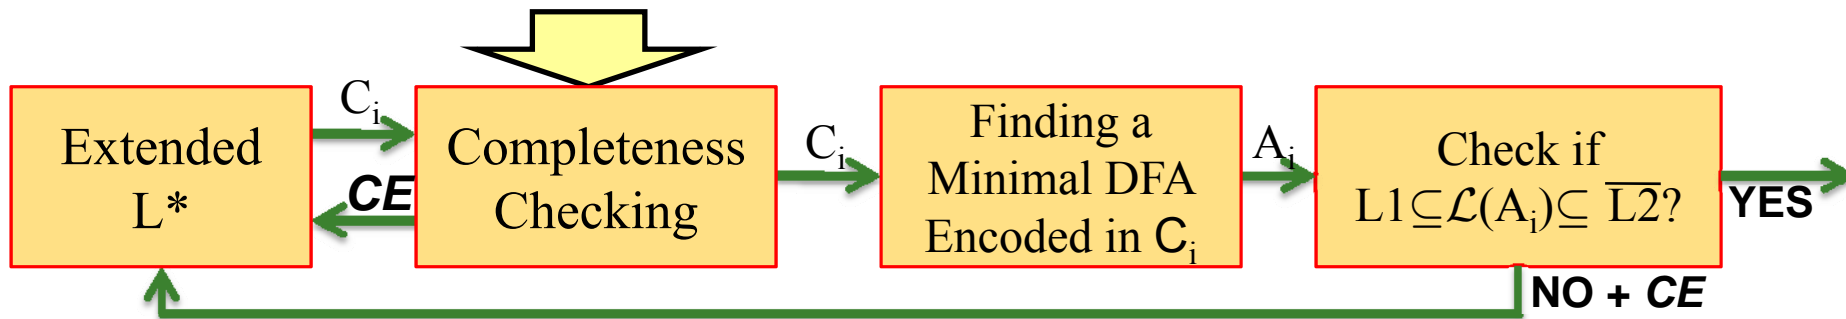 Extended
L*
Cᵢ
CE
Completeness
Checking
Cᵢ
Finding a
Minimal DFA
Encoded in Cᵢ
Aᵢ
Check if
L1⊆ℒ(Aᵢ)⊆ L̅2̅?
YES
NO + CE